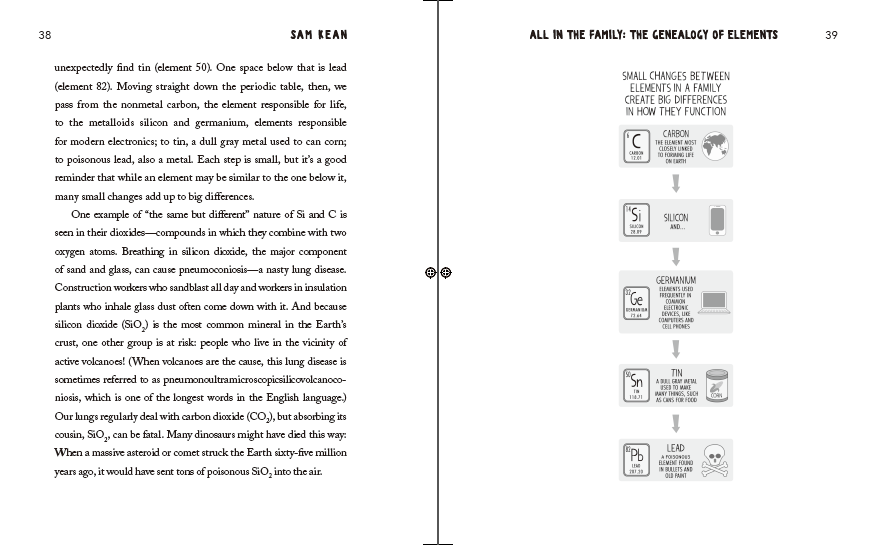 38
SAM KEAN
unexpectedly find tin (element 50). One space below that is lead
(element 82). Moving straight down the periodic table, then, we
pass from the nonmetal carbon, the element responsible for life,
to the metalloids silicon and germanium, elements responsible
for modern electronics; to tin, a dull gray metal used to can corn;
to poisonous lead, also a metal. Each step is small, but it’s a good
reminder that while an element may be similar to the one below it,
many small changes add up to big differences.
One example of “the same but different” nature of Si and C is
seen in their dioxides—compounds in which they combine with two
oxygen atoms. Breathing in silicon dioxide, the major component
of sand and glass, can cause pneumoconiosis—a nasty lung disease.
Construction workers who sandblast all day and workers in insulation
plants who inhale glass dust often come down with it. And because
silicon dioxide (SiO₂) is the most common mineral in the Earth’s
crust, one other group is at risk: people who live in the vicinity of
active volcanoes! (When volcanoes are the cause, this lung disease is
sometimes referred to as pneumonoultramicroscopicsilicovolcanoco-
niosis, which is one of the longest words in the English language.)
Our lungs regularly deal with carbon dioxide (CO₂), but absorbing its
cousin, SiO₂, can be fatal. Many dinosaurs might have died this way:
When a massive asteroid or comet struck the Earth sixty-five million
years ago, it would have sent tons of poisonous SiO₂ into the air.
ALL IN THE FAMILY: THE GENEALOGY OF ELEMENTS
39
SMALL CHANGES BETWEEN
ELEMENTS IN A FAMILY
CREATE BIG DIFFERENCES
IN HOW THEY FUNCTION
6
C
CARBON
12.01
CARBON
THE ELEMENT MOST
CLOSELY LINKED
TO FORMING LIFE
ON EARTH
14
Si
SILICON
28.09
SILICON
AND...
32
Ge
GERMANIUM
72.64
GERMANIUM
ELEMENTS USED
FREQUENTLY IN
COMMON
ELECTRONIC
DEVICES, LIKE
COMPUTERS AND
CELL PHONES
50
Sn
TIN
118.71
TIN
A DULL GRAY METAL
USED TO MAKE
MANY THINGS, SUCH
AS CANS FOR FOOD
CORN
82
Pb
LEAD
207.20
LEAD
A POISONOUS
ELEMENT FOUND
IN BULLETS AND
OLD PAINT